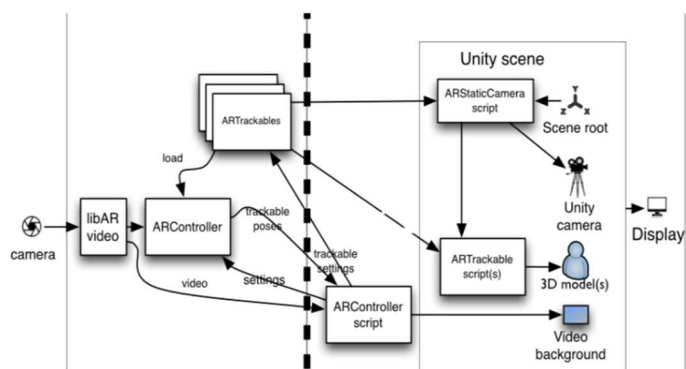 Unity scene
ARStaticCamera
script
Y
Z
X
Scene root
ARTrackables
load
Unity
camera
libAR
video
ARController
trackable
poses
camera
Display
trackable
settings
ARTrackable
script(s)
3D model(s)
video
settings
ARController
script
Video
background